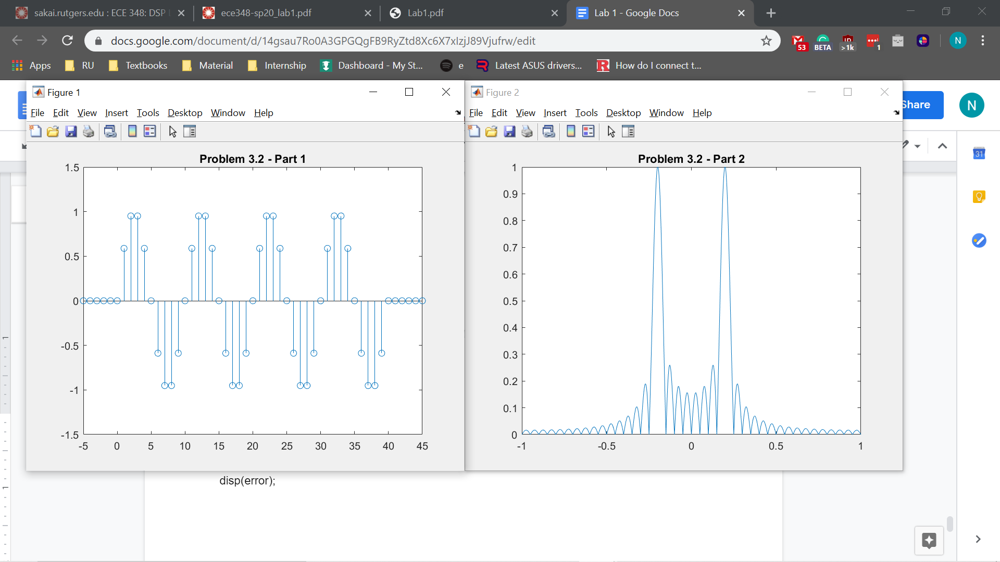 sakai.rutgers.edu : ECE 348: DSP
ece348-sp20_lab1.pdf
Lab1.pdf
Lab 1 - Google Docs
docs.google.com/document/d/14gsau7Ro0A3GPGQgFB9RyZtd8Xc6X7xIzjJ89Vjufrw/edit
53
BETA
>1k
1
N
Apps
RU
Textbooks
Material
Internship
Dashboard - My St...
e
Latest ASUS drivers...
How do I connect t...
Figure 1
File Edit View Insert Tools Desktop Window Help
Problem 3.2 - Part 1
1.5
1
0.5
0
-0.5
-1
-1.5
-5 0 5 10 15 20 25 30 35 40 45
Figure 2
File Edit View Insert Tools Desktop Window Help
Problem 3.2 - Part 2
1
0.9
0.8
0.7
0.6
0.5
0.4
0.3
0.2
0.1
0
-1 -0.5 0 0.5 1
Share
N
31
1
1
disp(error);